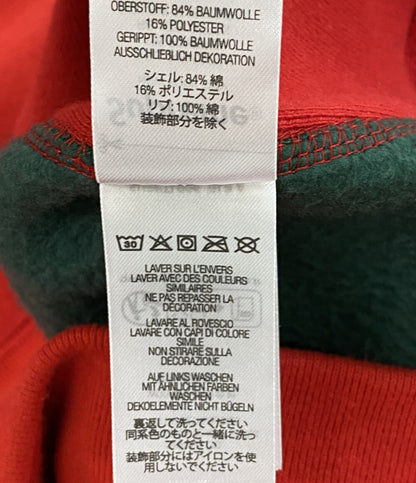 OBERSTOFF: 84% BAUMWOLLE
16% POLYESTER
GERIPPT: 100% BAUMWOLLE
AUSSCHLIEßLICH DEKORATION
シェル: 84% 綿
16% ポリエステル
リブ: 100% 綿
装飾部分を除く
30
LAVER SUR L'ENVERS
LAVER AVEC DES COULEURS
SIMILAIRES
NE PAS REPASSER LA
DÉCORATION
LAVARE AL ROVESCIO
LAVARE CON CAPI DI COLORE
SIMILE
NON STIRARE SULLA
DECORAZIONE
AUF LINKS WASCHEN
MIT ÄHNLICHEN FARBEN
WASCHEN
DEKOELEMENTE NICHT BÜGELN
裏返して洗ってください
同系色のものと一緒に洗っ
てください
装飾部分にはアイロンを使
用しないでください